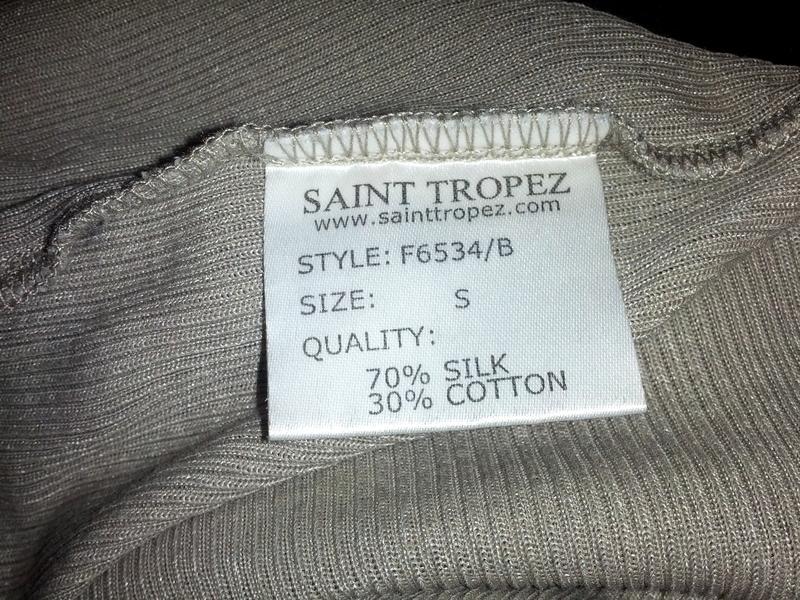 SAINT TROPEZ
www.sainttropez.com
STYLE: F6534/B
SIZE: S
QUALITY:
70% SILK
30% COTTON